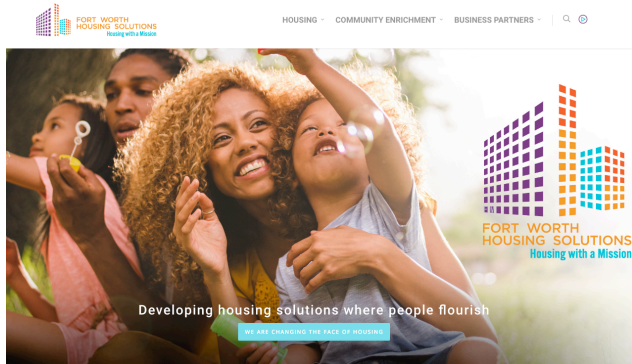 FORT WORTH
HOUSING SOLUTIONS
Housing with a Mission
HOUSING
COMMUNITY ENRICHMENT
BUSINESS PARTNERS
FORT WORTH
HOUSING SOLUTIONS
Housing with a Mission
Developing housing solutions where people flourish
WE ARE CHANGING THE FACE OF HOUSING